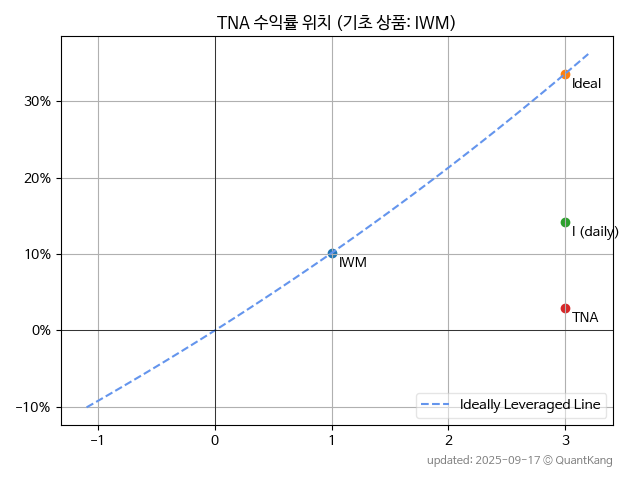 TNA 수익률 위치 (기초 상품: IWM)
30%
20%
10%
0%
−10%
Ideal
I (daily)
IWM
TNA
Ideally Leveraged Line
−1
0
1
2
3
updated: 2025-09-17 © QuantKang